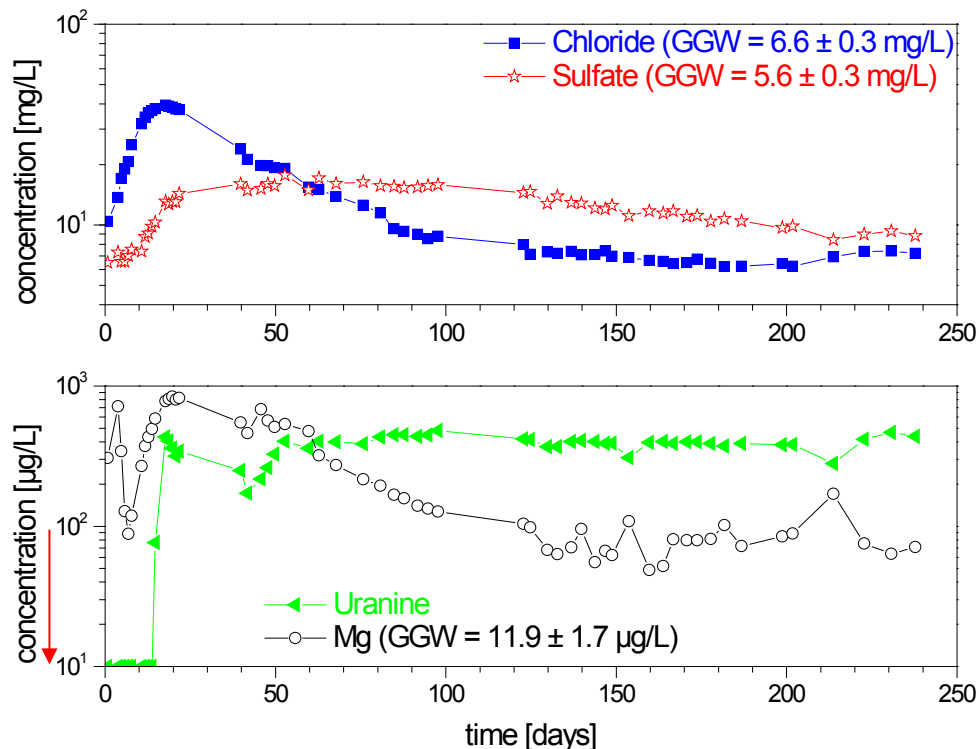 10²
Chloride (GGW = 6.6 ± 0.3 mg/L)
Sulfate (GGW = 5.6 ± 0.3 mg/L)
concentration [mg/L]
10¹
0 50 100 150 200 250
10³
concentration [µg/L]
10²
Uranine
Mg (GGW = 11.9 ± 1.7 µg/L)
10¹
0 50 100 150 200 250
time [days]